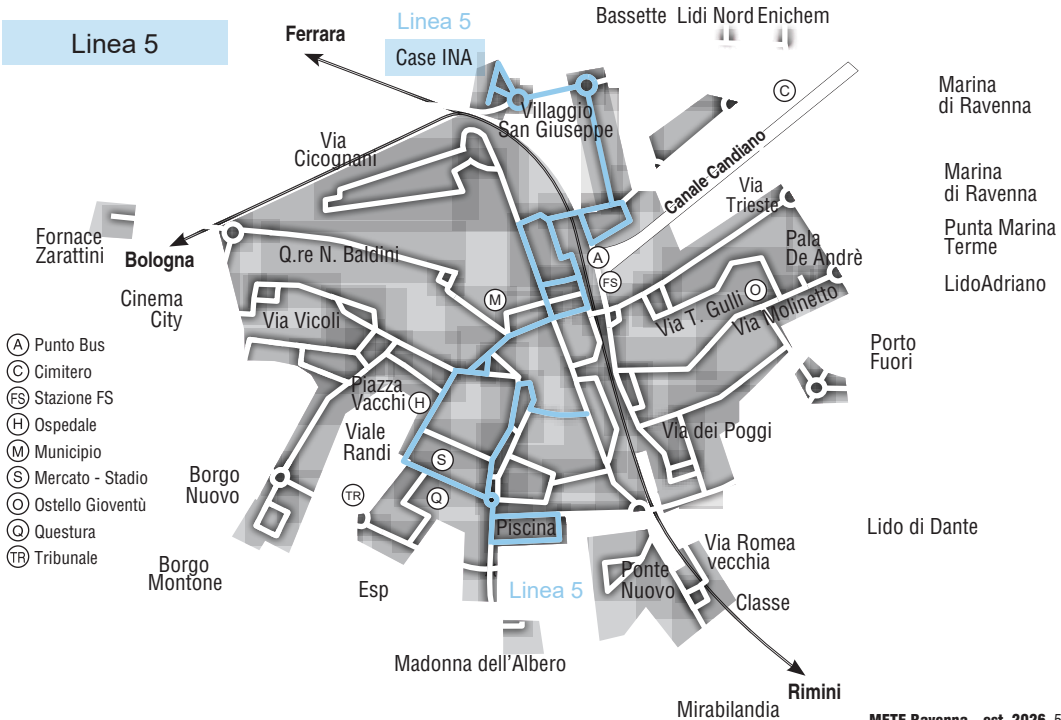 Linea 5
Linea 5
Case INA
Ferrara
Bassette Lidi Nord Enichem
C
Marina
di Ravenna
Villaggio
San Giuseppe
Via
Cicognani
Canale Candiano
Via
Trieste
Marina
di Ravenna
Punta Marina
Terme
LidoAdriano
Fornace
Zarattini
Bologna
Q.re N. Baldini
A
FS
Pala
De Andrè
Cinema
City
M
O
Via T. Gulli
Via Molinetto
Via Vicoli
Porto
Fuori
A Punto Bus
C Cimitero
FS Stazione FS
H Ospedale
M Municipio
S Mercato - Stadio
O Ostello Gioventù
Q Questura
TR Tribunale
Piazza
Vacchi
H
Viale
Randi
Via dei Poggi
S
Borgo
Nuovo
TR
Q
Piscina
Lido di Dante
Via Romea
vecchia
Borgo
Montone
Esp
Linea 5
Ponte
Nuovo
Classe
Madonna dell'Albero
Rimini
Mirabilandia